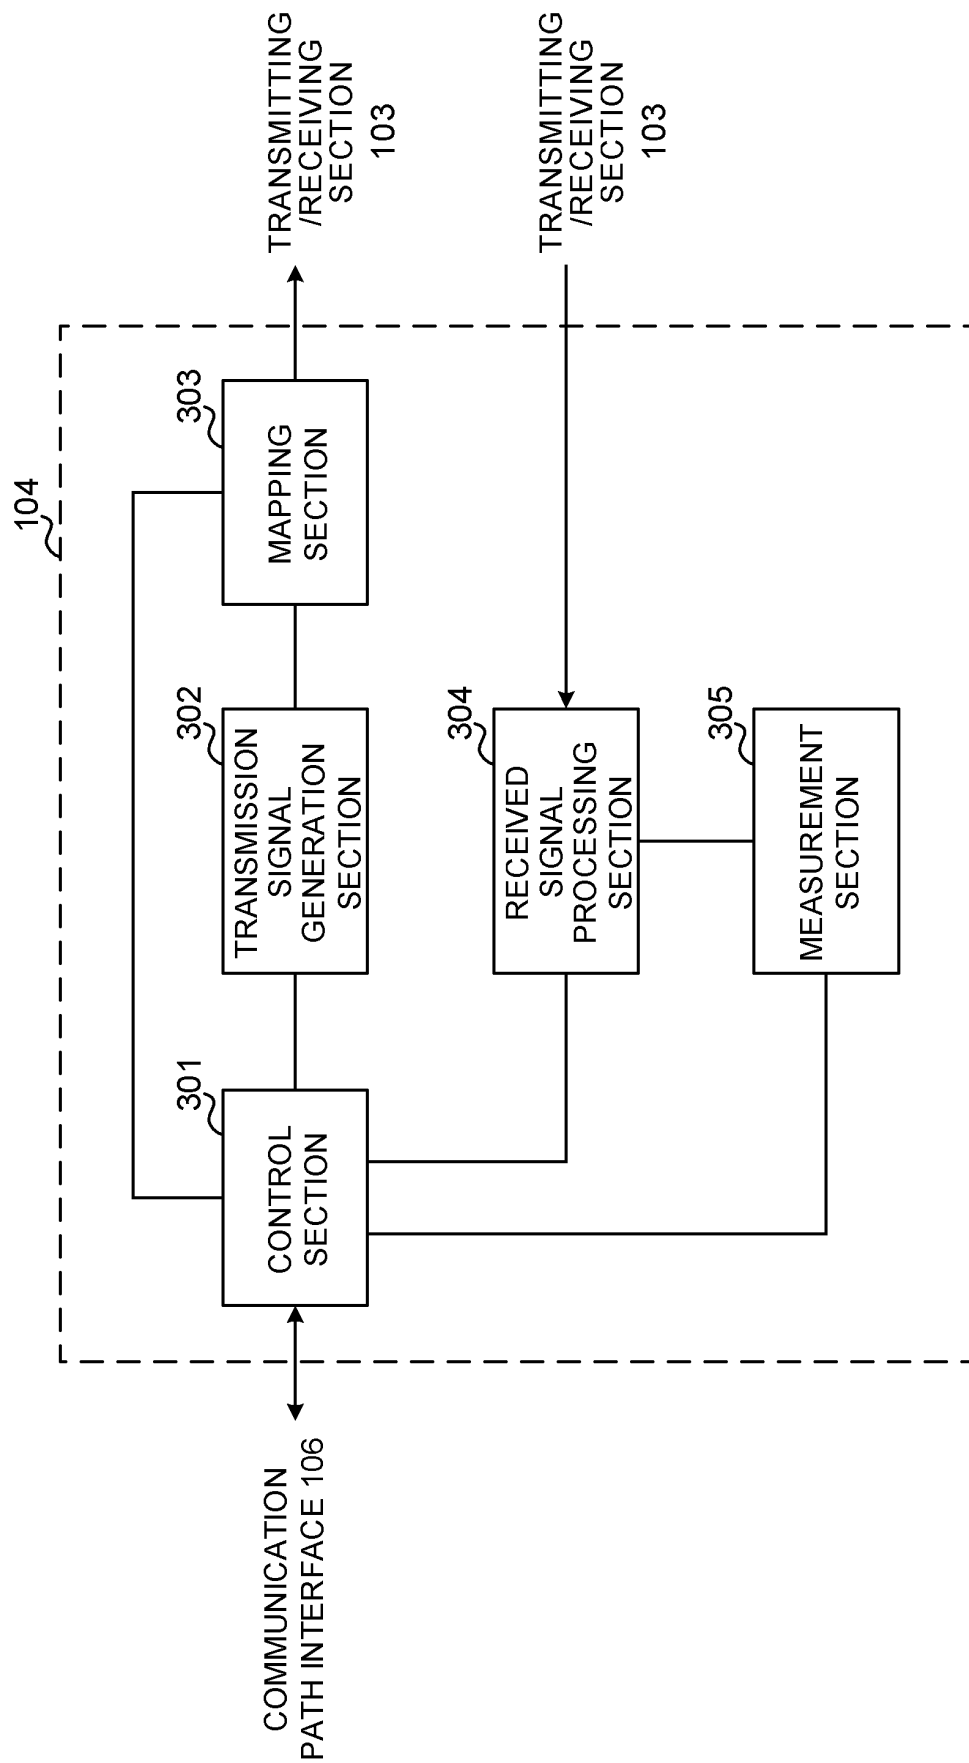 104
COMMUNICATION
PATH INTERFACE 106
301
CONTROL
SECTION
302
TRANSMISSION
SIGNAL
GENERATION
SECTION
303
MAPPING
SECTION
TRANSMITTING
/RECEIVING
SECTION
103
304
RECEIVED
SIGNAL
PROCESSING
SECTION
TRANSMITTING
/RECEIVING
SECTION
103
305
MEASUREMENT
SECTION